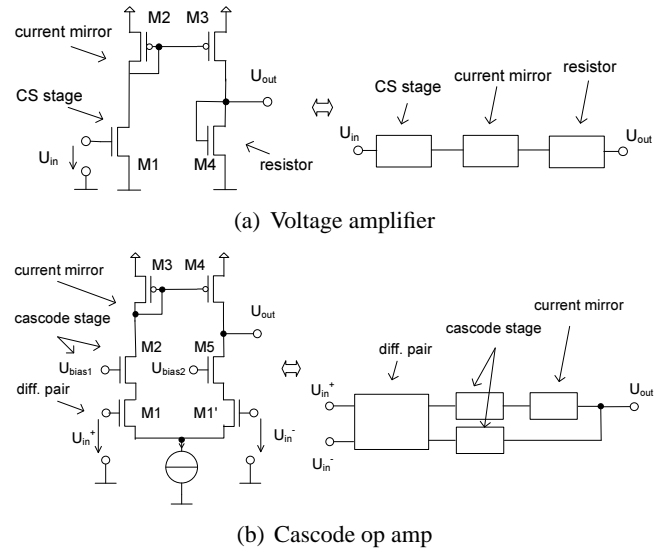 M2 M3
current mirror
U_out
CS stage
U_in
M1
M4
resistor
CS stage
current mirror
resistor
U_in
U_out
(a) Voltage amplifier
M3 M4
current mirror
U_out
cascode stage
M2 M5
U_bias1 U_bias2
diff. pair
M1 M1'
U_in^+ U_in^-
current mirror
cascode stage
diff. pair
U_out
U_in^+
U_in^-
(b) Cascode op amp